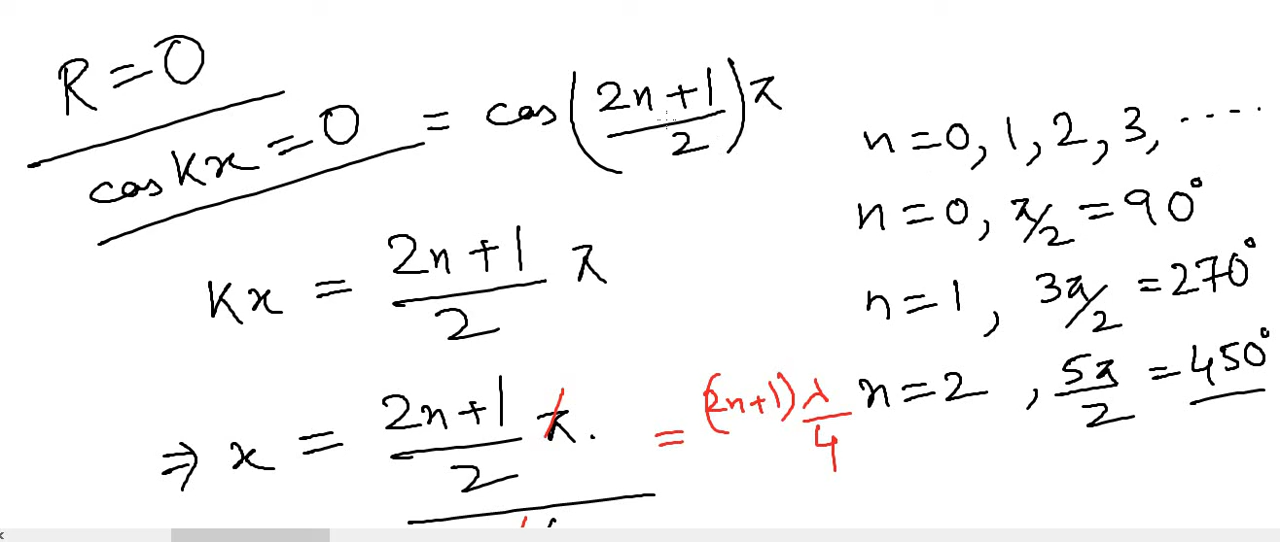 R=0
cos Kx = 0 = cos(2n+1/2)π
Kx = 2n+1/2 π
⇒ x = 2n+1/2 π. = (2n+1) λ/4
n=0, 1, 2, 3, ....
n=0, π/2 = 90°
n=1, 3π/2 = 270°
n=2, 5π/2 = 450°